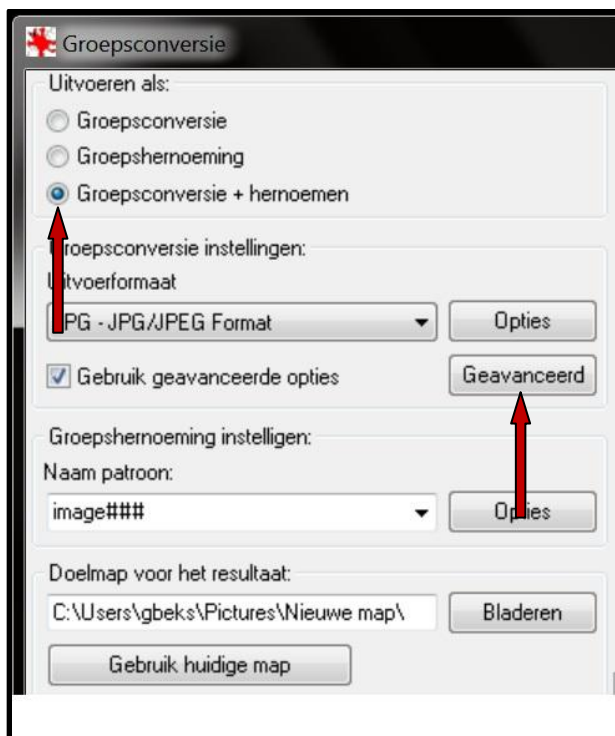 Groepsconversie
Uitvoeren als:
Groepsconversie
Groepshernoeming
Groepsconversie + hernoemen
Groepsconversie instellingen:
Uitvoerformaat
JPG - JPG/JPEG Format
Opties
Gebruik geavanceerde opties
Geavanceerd
Groepshernoeming instelligen:
Naam patroon:
image###
Opties
Doelmap voor het resultaat:
C:\Users\gbeks\Pictures\Nieuwe map\
Bladeren
Gebruik huidige map